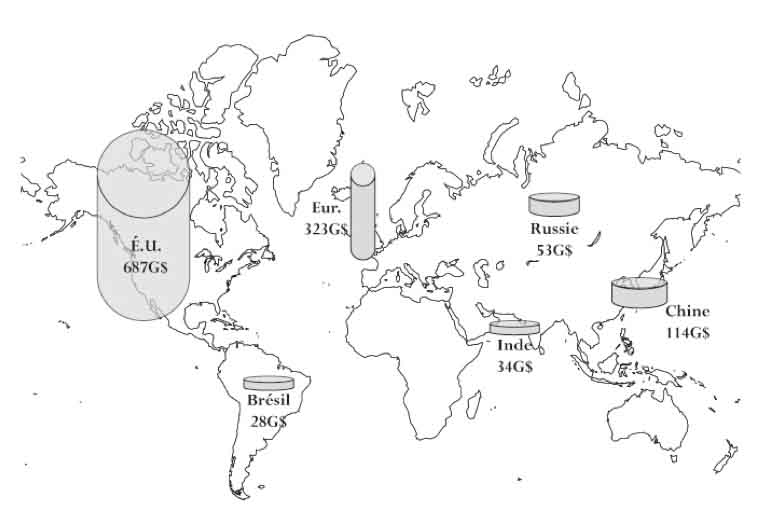 É.U.
687G$
Eur.
323G$
Russie
53G$
Chine
114G$
Inde
34G$
Brésil
28G$